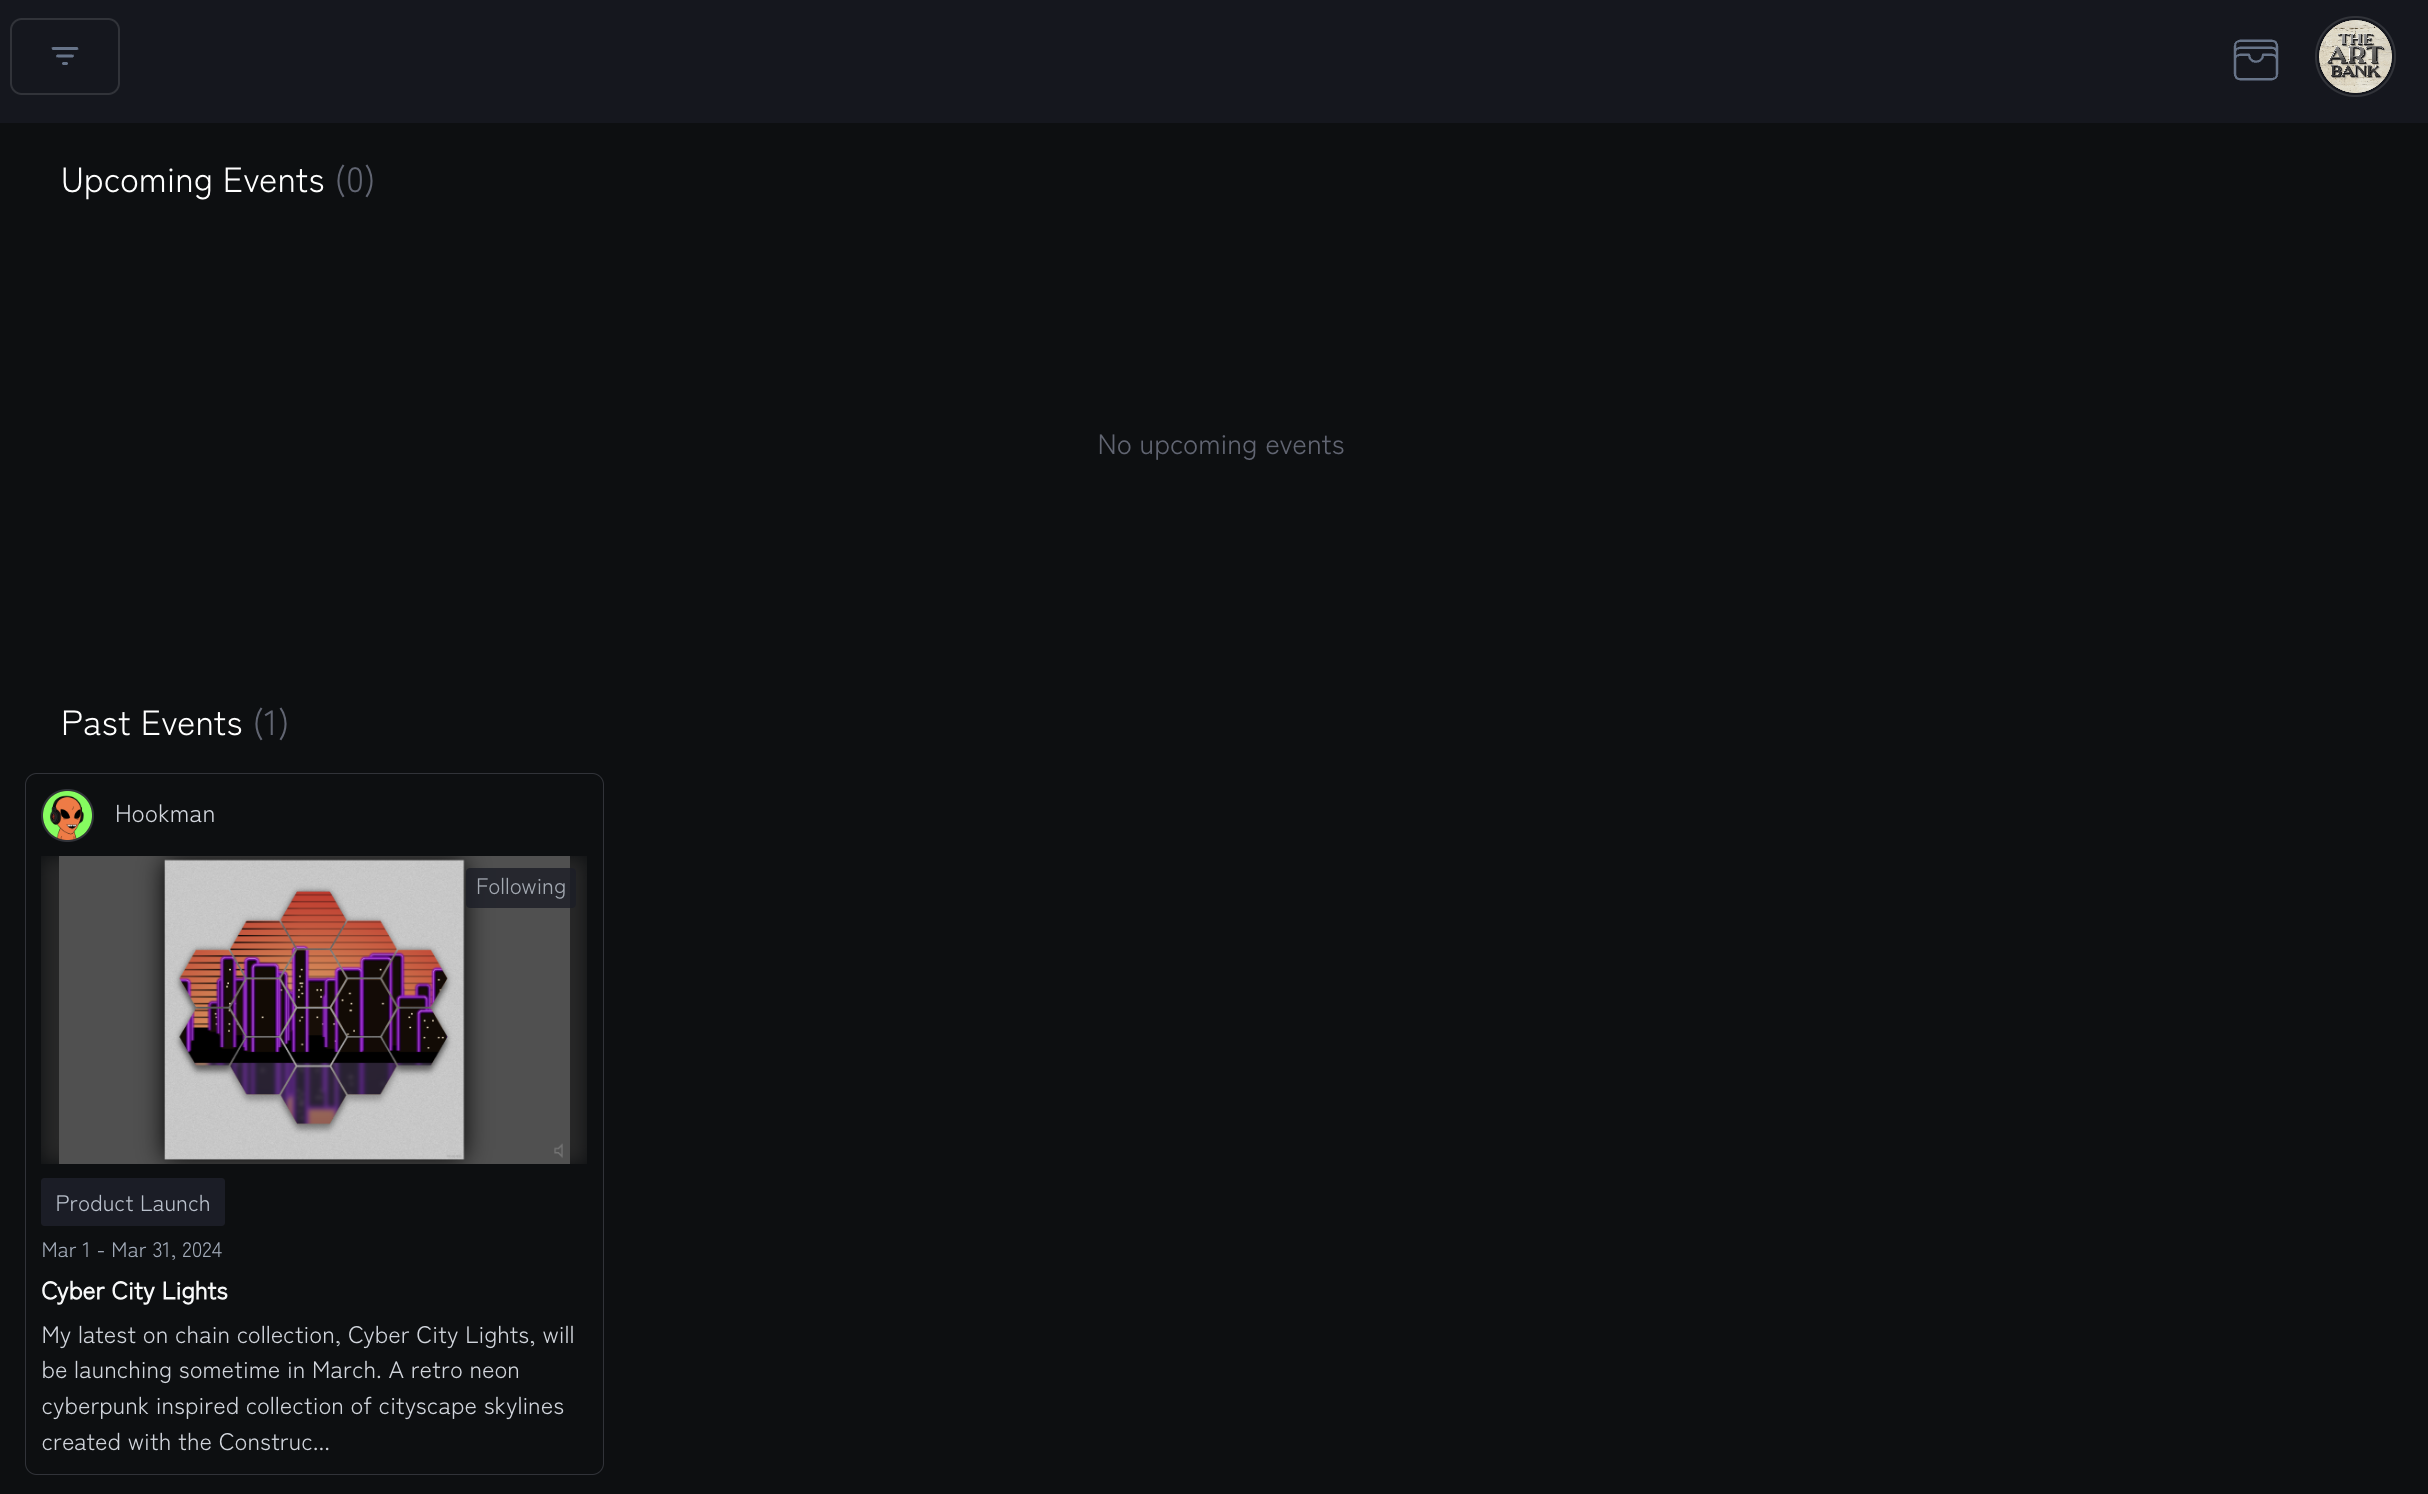 THE
ART
BANK
Upcoming Events (0)
No upcoming events
Past Events (1)
Hookman
Following
Product Launch
Mar 1 - Mar 31, 2024
Cyber City Lights
My latest on chain collection, Cyber City Lights, will
be launching sometime in March. A retro neon
cyberpunk inspired collection of cityscape skylines
created with the Construc...